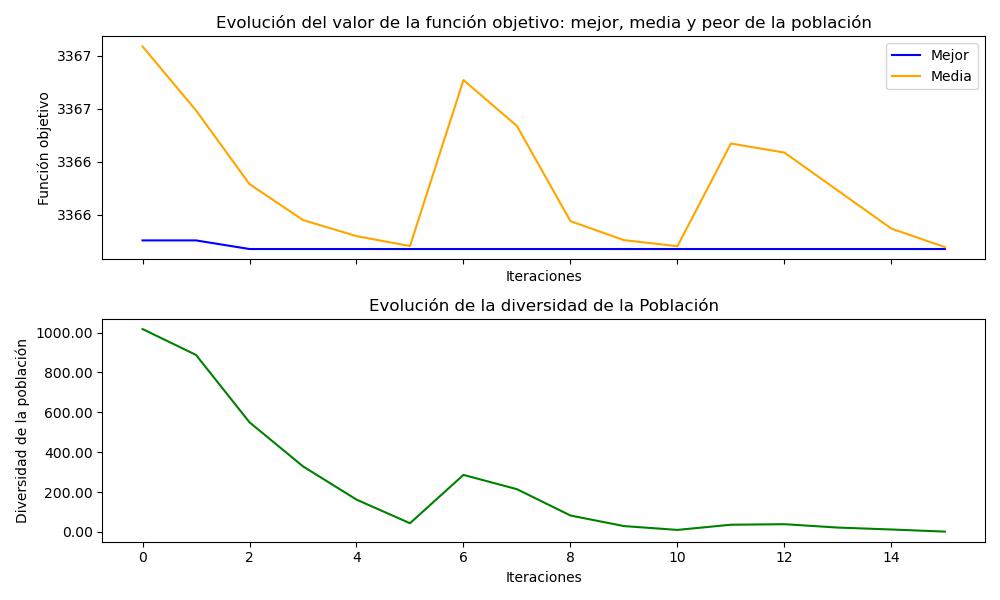 Evolución del valor de la función objetivo: mejor, media y peor de la población
Función objetivo
3367
3367
3366
3366
Mejor
Media
Iteraciones
Evolución de la diversidad de la Población
Diversidad de la población
1000.00
800.00
600.00
400.00
200.00
0.00
0 2 4 6 8 10 12 14
Iteraciones